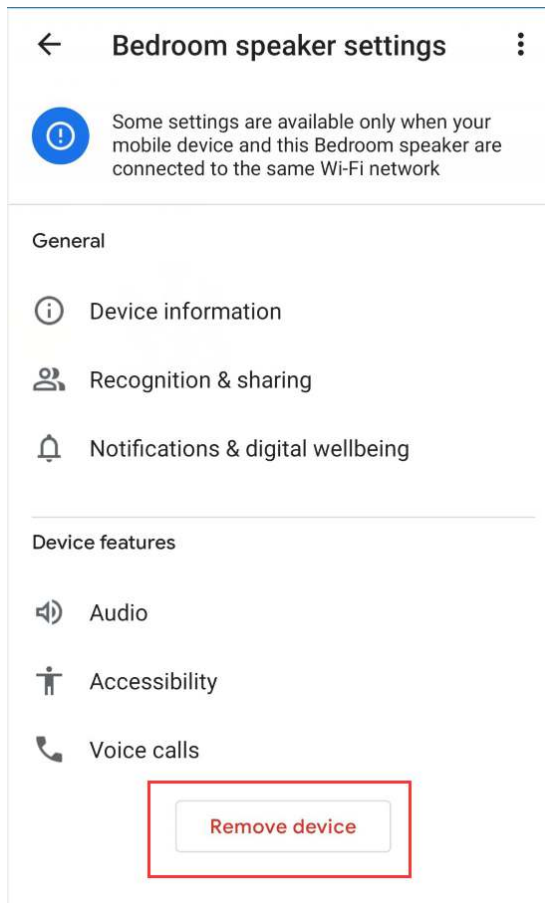 Bedroom speaker settings
Some settings are available only when your
mobile device and this Bedroom speaker are
connected to the same Wi-Fi network
General
Device information
Recognition & sharing
Notifications & digital wellbeing
Device features
Audio
Accessibility
Voice calls
Remove device